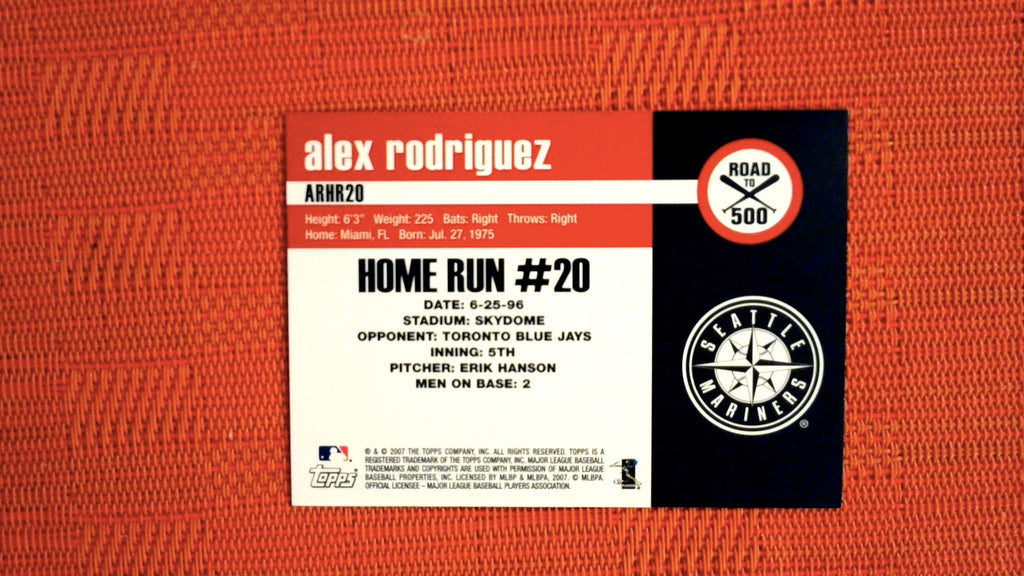 alex rodriguez
ARHR20
Height: 6'3" Weight: 225 Bats: Right Throws: Right
Home: Miami, FL Born: Jul. 27, 1975
ROAD
TO
500
HOME RUN #20
DATE: 6-25-96
STADIUM: SKYDOME
OPPONENT: TORONTO BLUE JAYS
INNING: 5TH
PITCHER: ERIK HANSON
MEN ON BASE: 2
SEATTLE
MARINERS
®
topps
® & © 2007 THE TOPPS COMPANY, INC. ALL RIGHTS RESERVED. TOPPS IS A
REGISTERED TRADEMARK OF THE TOPPS COMPANY, INC. MAJOR LEAGUE BASEBALL
TRADEMARKS AND COPYRIGHTS ARE USED WITH PERMISSION OF MAJOR LEAGUE
BASEBALL PROPERTIES, INC. LICENSED BY MLBP & MLBPA, 2007. © MLBPA.
OFFICIAL LICENSEE – MAJOR LEAGUE BASEBALL PLAYERS ASSOCIATION.